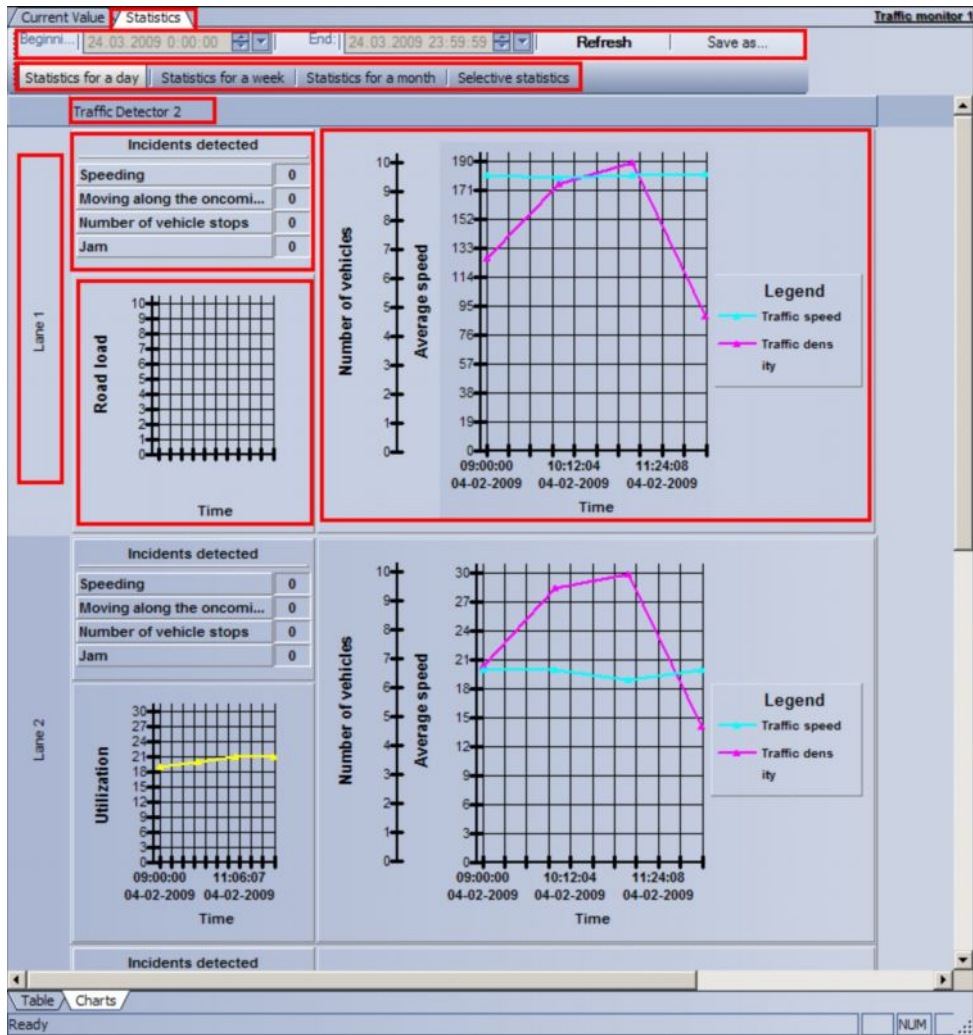 Current Value Statistics Traffic monitor 1
Beginni... 24.03.2009 0:00:00 End: 24.03.2009 23:59:59 Refresh Save as...
Statistics for a day Statistics for a week Statistics for a month Selective statistics
Traffic Detector 2
Lane 1
Incidents detected
Speeding 0
Moving along the oncomi... 0
Number of vehicle stops 0
Jam 0
Road load
10
9
8
7
6
5
4
3
2
1
0
Time
Number of vehicles
10
9
8
7
6
5
4
3
2
1
0
Average speed
190
171
152
133
114
95
76
57
38
19
0
09:00:00 10:12:04 11:24:08
04-02-2009 04-02-2009 04-02-2009
Time
Legend
Traffic speed
Traffic dens
ity
Lane 2
Incidents detected
Speeding 0
Moving along the oncomi... 0
Number of vehicle stops 0
Jam 0
Utilization
30
27
24
21
18
15
12
9
6
3
0
09:00:00 11:06:07
04-02-2009 04-02-2009
Time
Number of vehicles
10
9
8
7
6
5
4
3
2
1
0
Average speed
30
27
24
21
18
15
12
9
6
3
0
09:00:00 10:12:04 11:24:08
04-02-2009 04-02-2009 04-02-2009
Time
Legend
Traffic speed
Traffic dens
ity
Incidents detected
Table Charts
Ready NUM